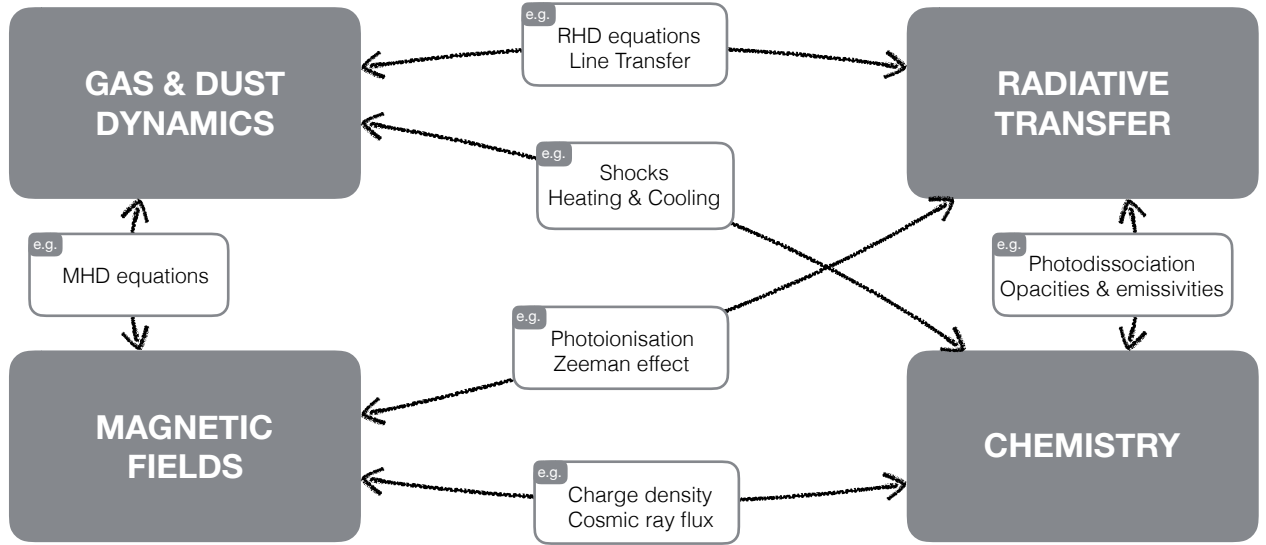 GAS & DUST
DYNAMICS
e.g.
RHD equations
Line Transfer
RADIATIVE
TRANSFER
e.g.
Shocks
Heating & Cooling
e.g.
MHD equations
e.g.
Photodissociation
Opacities & emissivities
e.g.
Photoionisation
Zeeman effect
MAGNETIC
FIELDS
CHEMISTRY
e.g.
Charge density
Cosmic ray flux